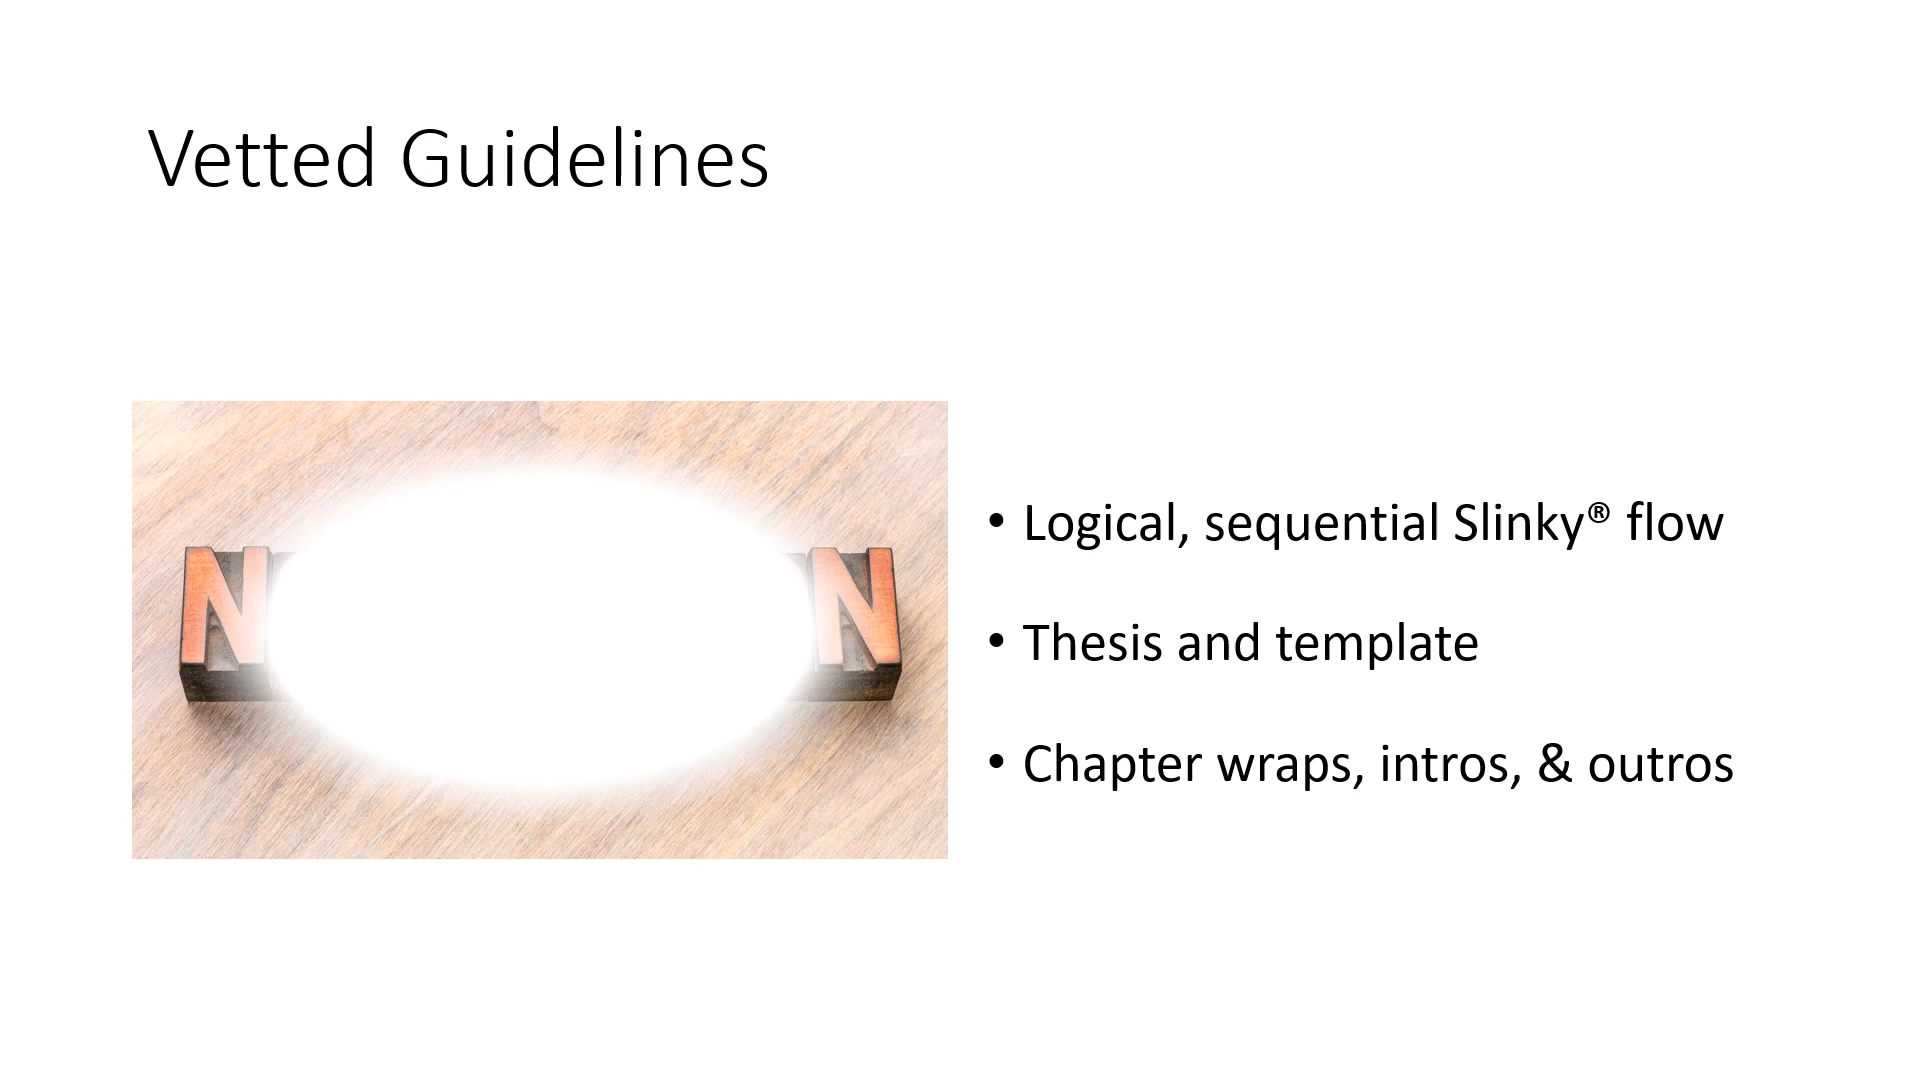 Vetted Guidelines
N N
• Logical, sequential Slinky® flow
• Thesis and template
• Chapter wraps, intros, & outros